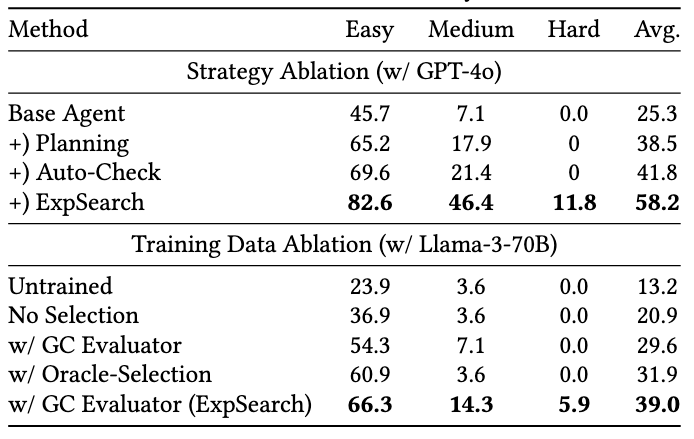 Method Easy Medium Hard Avg.
Strategy Ablation (w/ GPT-4o)
Base Agent 45.7 7.1 0.0 25.3
+) Planning 65.2 17.9 0 38.5
+) Auto-Check 69.6 21.4 0 41.8
+) ExpSearch 82.6 46.4 11.8 58.2
Training Data Ablation (w/ Llama-3-70B)
Untrained 23.9 3.6 0.0 13.2
No Selection 36.9 3.6 0.0 20.9
w/ GC Evaluator 54.3 7.1 0.0 29.6
w/ Oracle-Selection 60.9 3.6 0.0 31.9
w/ GC Evaluator (ExpSearch) 66.3 14.3 5.9 39.0